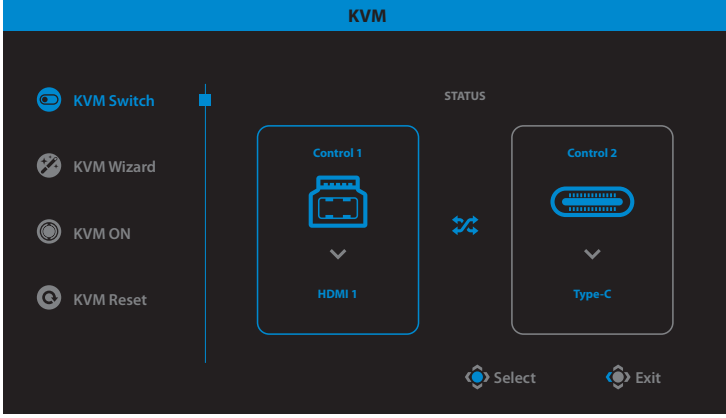 KVM
KVM Switch
KVM Wizard
KVM ON
KVM Reset
STATUS
Control 1
HDMI 1
Control 2
Type-C
Select
Exit